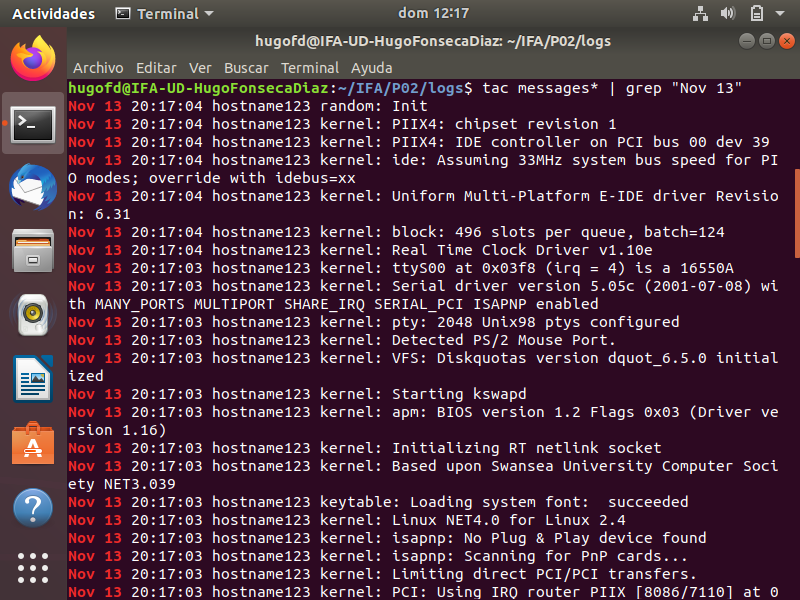 Actividades Terminal dom 12:17
hugofd@IFA-UD-HugoFonsecaDiaz: ~/IFA/P02/logs
Archivo Editar Ver Buscar Terminal Ayuda
hugofd@IFA-UD-HugoFonsecaDiaz:~/IFA/P02/logs$ tac messages* | grep "Nov 13"
Nov 13 20:17:04 hostname123 random: Init
Nov 13 20:17:04 hostname123 kernel: PIIX4: chipset revision 1
Nov 13 20:17:04 hostname123 kernel: PIIX4: IDE controller on PCI bus 00 dev 39
Nov 13 20:17:04 hostname123 kernel: ide: Assuming 33MHz system bus speed for PI
O modes; override with idebus=xx
Nov 13 20:17:04 hostname123 kernel: Uniform Multi-Platform E-IDE driver Revisio
n: 6.31
Nov 13 20:17:04 hostname123 kernel: block: 496 slots per queue, batch=124
Nov 13 20:17:04 hostname123 kernel: Real Time Clock Driver v1.10e
Nov 13 20:17:03 hostname123 kernel: ttyS00 at 0x03f8 (irq = 4) is a 16550A
Nov 13 20:17:03 hostname123 kernel: Serial driver version 5.05c (2001-07-08) wi
th MANY_PORTS MULTIPORT SHARE_IRQ SERIAL_PCI ISAPNP enabled
Nov 13 20:17:03 hostname123 kernel: pty: 2048 Unix98 ptys configured
Nov 13 20:17:03 hostname123 kernel: Detected PS/2 Mouse Port.
Nov 13 20:17:03 hostname123 kernel: VFS: Diskquotas version dquot_6.5.0 initial
ized
Nov 13 20:17:03 hostname123 kernel: Starting kswapd
Nov 13 20:17:03 hostname123 kernel: apm: BIOS version 1.2 Flags 0x03 (Driver ve
rsion 1.16)
Nov 13 20:17:03 hostname123 kernel: Initializing RT netlink socket
Nov 13 20:17:03 hostname123 kernel: Based upon Swansea University Computer Soci
ety NET3.039
Nov 13 20:17:03 hostname123 keytable: Loading system font:  succeeded
Nov 13 20:17:03 hostname123 kernel: Linux NET4.0 for Linux 2.4
Nov 13 20:17:03 hostname123 kernel: isapnp: No Plug & Play device found
Nov 13 20:17:03 hostname123 kernel: isapnp: Scanning for PnP cards...
Nov 13 20:17:03 hostname123 kernel: Limiting direct PCI/PCI transfers.
Nov 13 20:17:03 hostname123 kernel: PCI: Using IRQ router PIIX [8086/7110] at 0